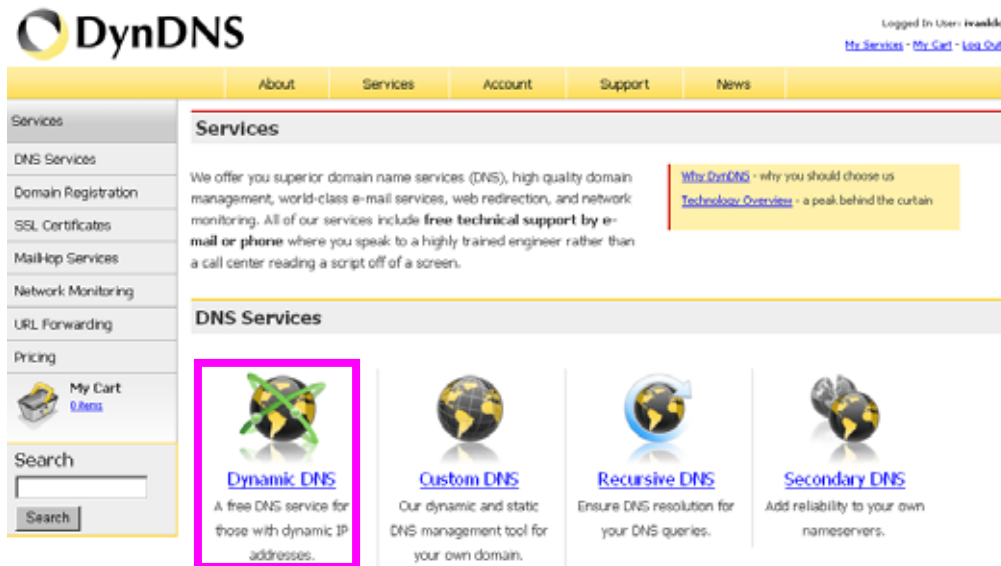 DynDNS
Logged In User:
My Services - My Cart - Log Out
About Services Account Support News
Services
DNS Services
Domain Registration
SSL Certificates
MailHop Services
Network Monitoring
URL Forwarding
Pricing
My Cart
0 items
Search
Search
Services
We offer you superior domain name services (DNS), high quality domain
management, world-class e-mail services, web redirection, and network
monitoring. All of our services include free technical support by e-
mail or phone where you speak to a highly trained engineer rather than
a call center reading a script off of a screen.
Why DynDNS - why you should choose us
Technology Overview - a peak behind the curtain
DNS Services
Dynamic DNS
A free DNS service for
those with dynamic IP
addresses.
Custom DNS
Our dynamic and static
DNS management tool for
your own domain.
Recursive DNS
Ensure DNS resolution for
your DNS queries.
Secondary DNS
Add reliability to your own
nameservers.